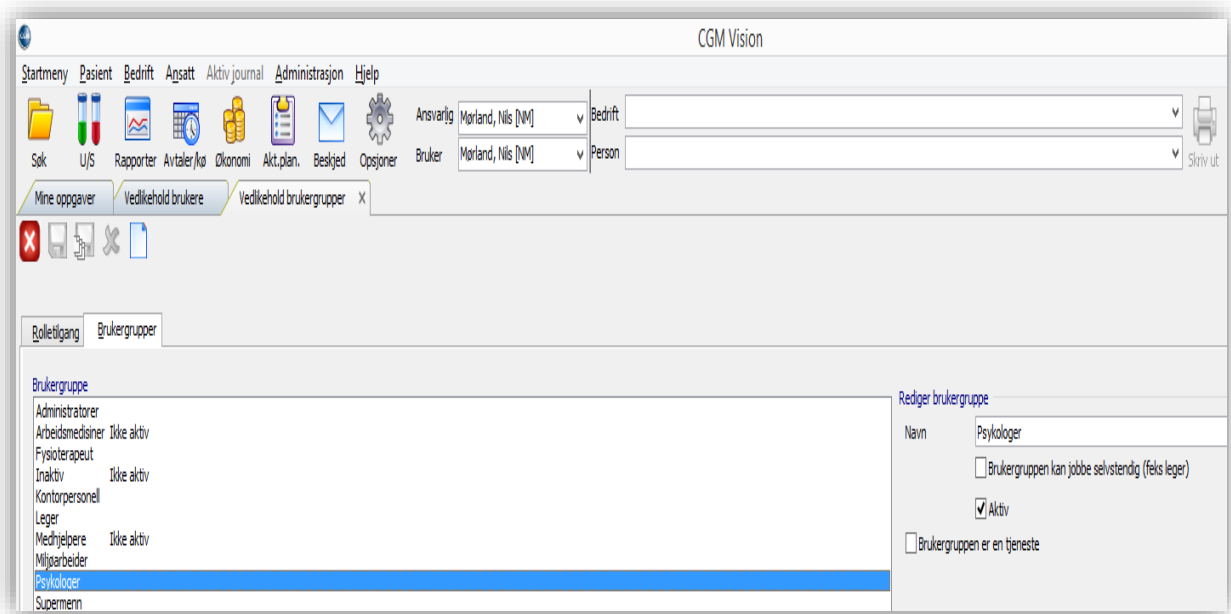 CGM Vision
Startmeny Pasient Bedrift Ansatt Aktiv journal Administrasjon Hjelp
Ansvarlig Mørland, Nils [NM] Bedrift
Bruker Mørland, Nils [NM] Person
Søk U/S Rapporter Avtaler/kø Økonomi Akt.plan. Beskjed Opsjoner Skriv ut
Mine oppgaver Vedlikehold brukere Vedlikehold brukergrupper X
Rolletilgang Brukergrupper
Brukergruppe
Administratorer
Arbeidsmedisiner Ikke aktiv
Fysioterapeut
Inaktiv Ikke aktiv
Kontorpersonell
Leger
Medhjelpere Ikke aktiv
Miljøarbeider
Psykologer
Supermenn
Rediger brukergruppe
Navn Psykologer
Brukergruppen kan jobbe selvstendig (feks leger)
Aktiv
Brukergruppen er en tjeneste